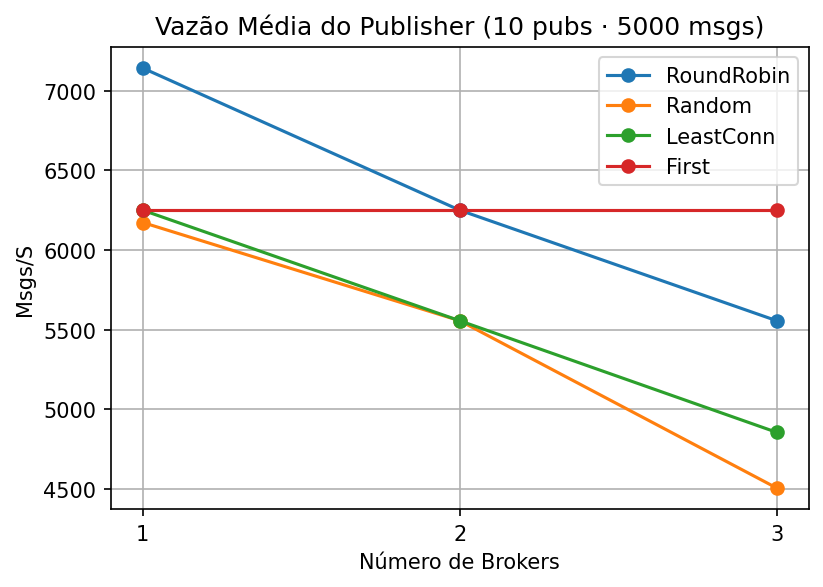 Vazão Média do Publisher (10 pubs · 5000 msgs)
RoundRobin
Random
LeastConn
First
7000
6500
6000
5500
5000
4500
Msgs/S
1
2
3
Número de Brokers